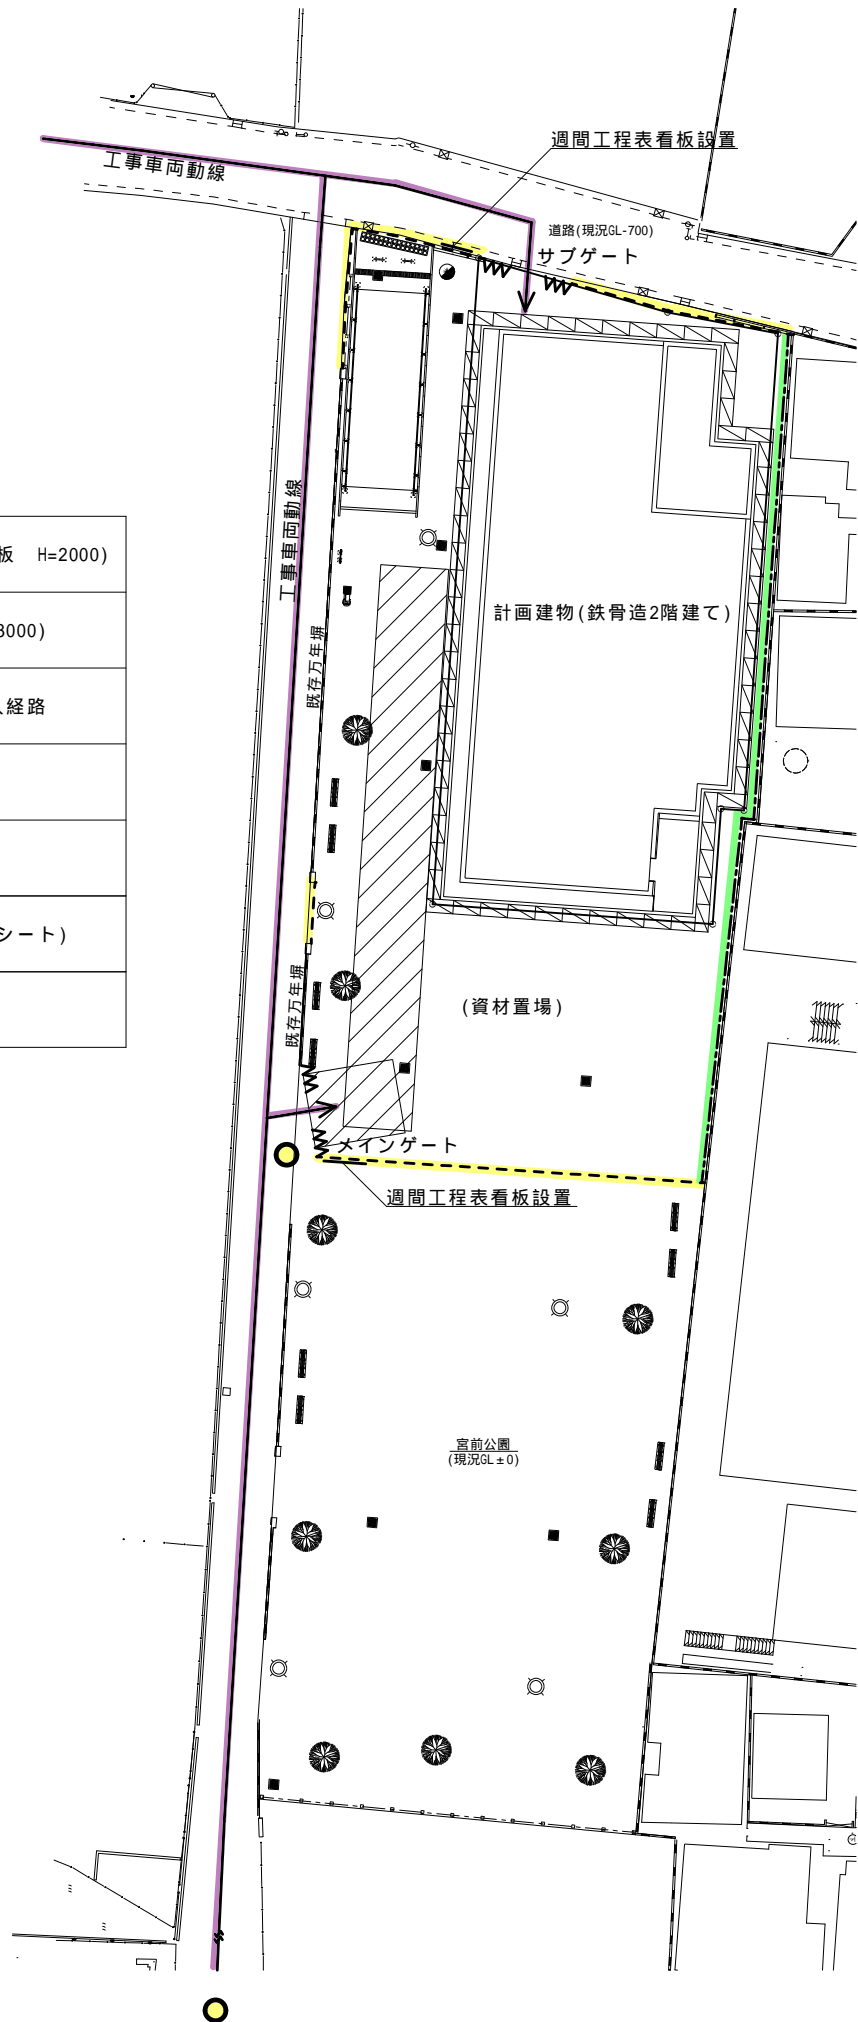 週間工程表看板設置
工事車両動線
道路(現況GL-700)
サブゲート
工事車両動線
板 H=2000)
計画建物(鉄骨造2階建て)
3000)
既存万年塀
経路
シート)
(資材置場)
既存万年塀
メインゲート
週間工程表看板設置
宮前公園
(現況GL±0)